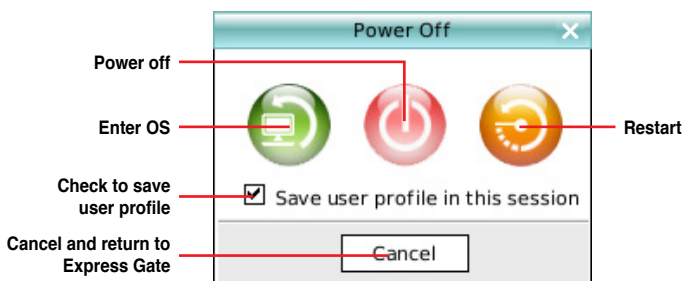 Power Off
Power off
Enter OS
Restart
Check to save
user profile
Save user profile in this session
Cancel and return to
Express Gate
Cancel